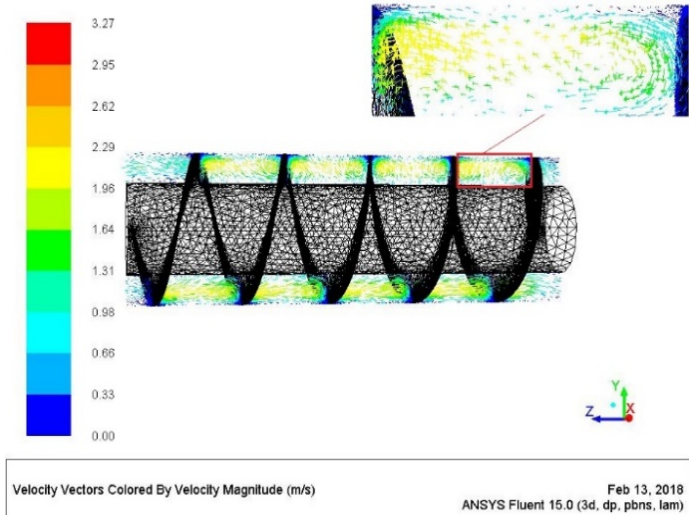 3.27
2.95
2.62
2.29
1.96
1.64
1.31
0.98
0.66
0.33
0.00
Y
Z
X
Velocity Vectors Colored By Velocity Magnitude (m/s)
Feb 13, 2018
ANSYS Fluent 15.0 (3d, dp, pbns, lam)